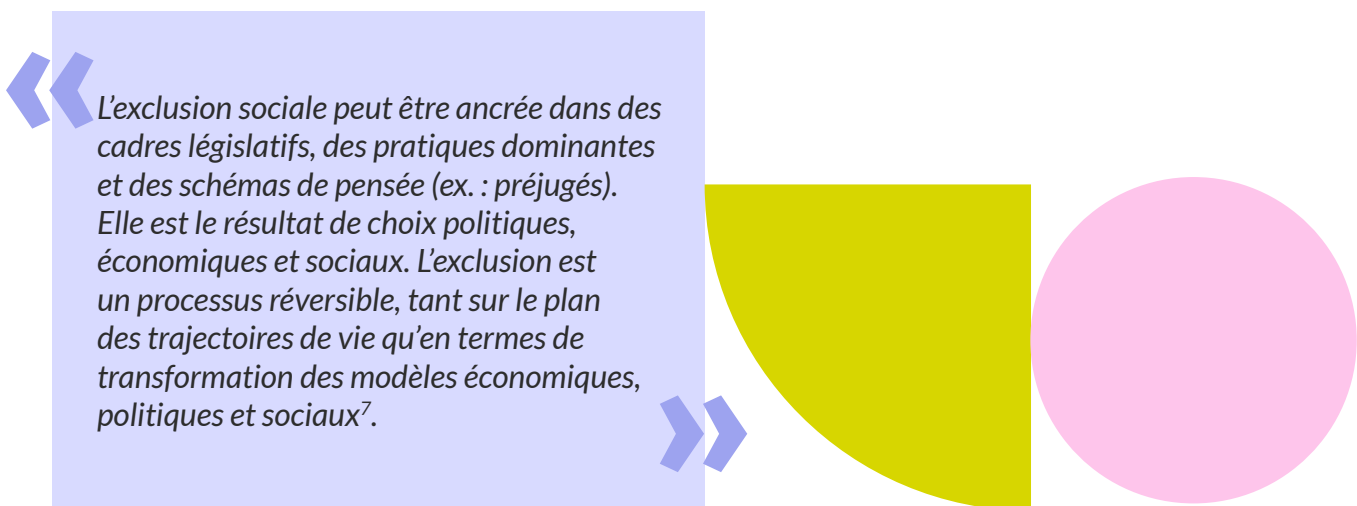 «
L’exclusion sociale peut être ancrée dans des
cadres législatifs, des pratiques dominantes
et des schémas de pensée (ex. : préjugés).
Elle est le résultat de choix politiques,
économiques et sociaux. L’exclusion est
un processus réversible, tant sur le plan
des trajectoires de vie qu’en termes de
transformation des modèles économiques,
politiques et sociaux⁷.
»